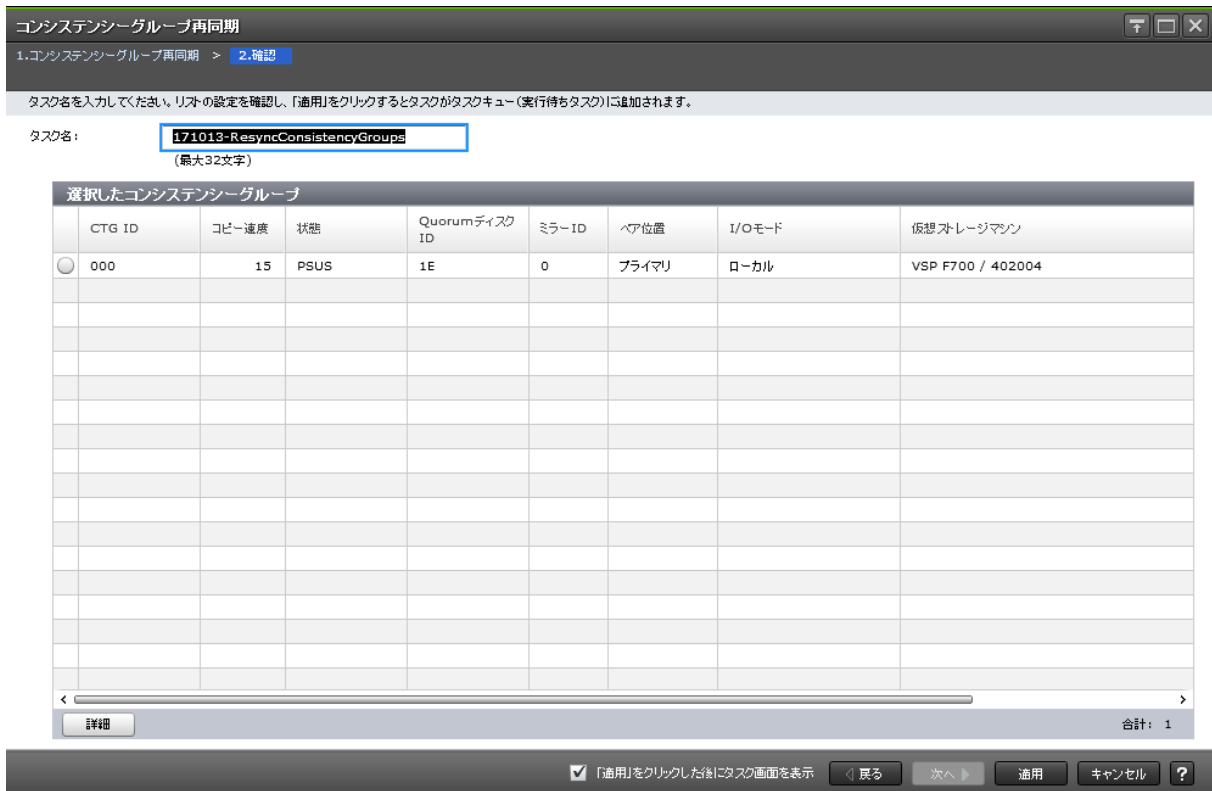 コンシステンシーグループ再同期
1.コンシステンシーグループ再同期 > 2.確認
タスク名を入力してください。リストの設定を確認し、「適用」をクリックするとタスクがタスクキュー(実行待ちタスク)に追加されます。
タスク名: 171013-ResyncConsistencyGroups
(最大32文字)
選択したコンシステンシーグループ
CTG ID コピー速度 状態 Quorumディスク ID ミラーID ペア位置 I/Oモード 仮想ストレージマシン
000 15 PSUS 1E 0 プライマリ ローカル VSP F700 / 402004
詳細 合計: 1
「適用」をクリックした後にタスク画面を表示 戻る 次へ 適用 キャンセル ?